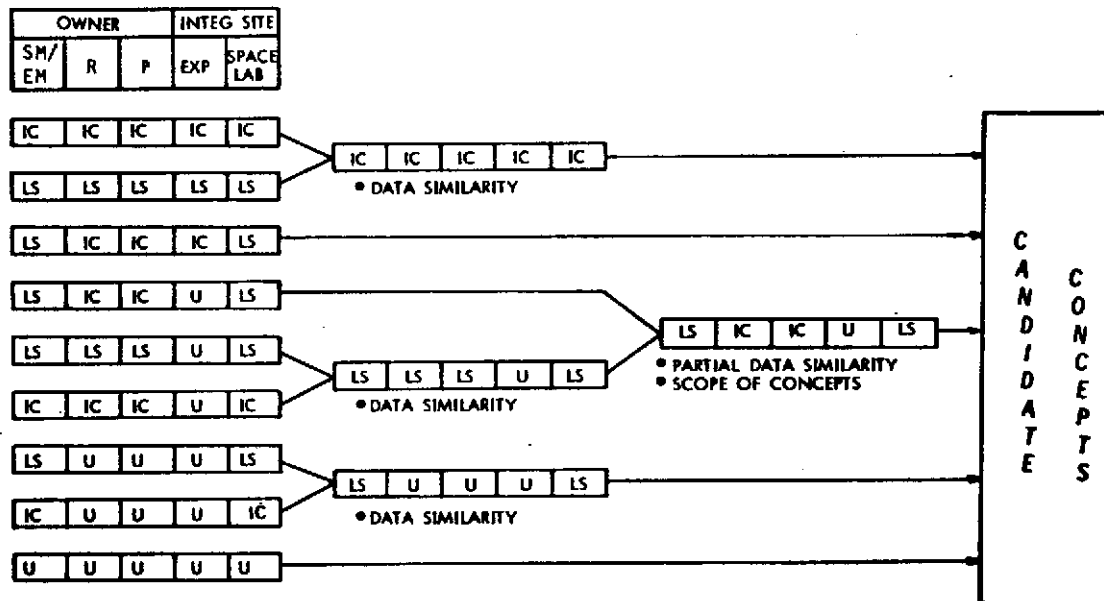 OWNER INTEG SITE
SM/ EM R P EXP SPACE LAB
IC IC IC IC IC
IC IC IC IC IC
LS LS LS LS LS
• DATA SIMILARITY
LS IC IC IC LS
LS IC IC U LS
LS IC IC U LS
LS LS LS U LS
• PARTIAL DATA SIMILARITY
• SCOPE OF CONCEPTS
LS LS LS U LS
IC IC IC U IC
• DATA SIMILARITY
LS U U U LS
LS U U U LS
IC U U U IC
• DATA SIMILARITY
U U U U U
CANDIDATE
CONCEPTS